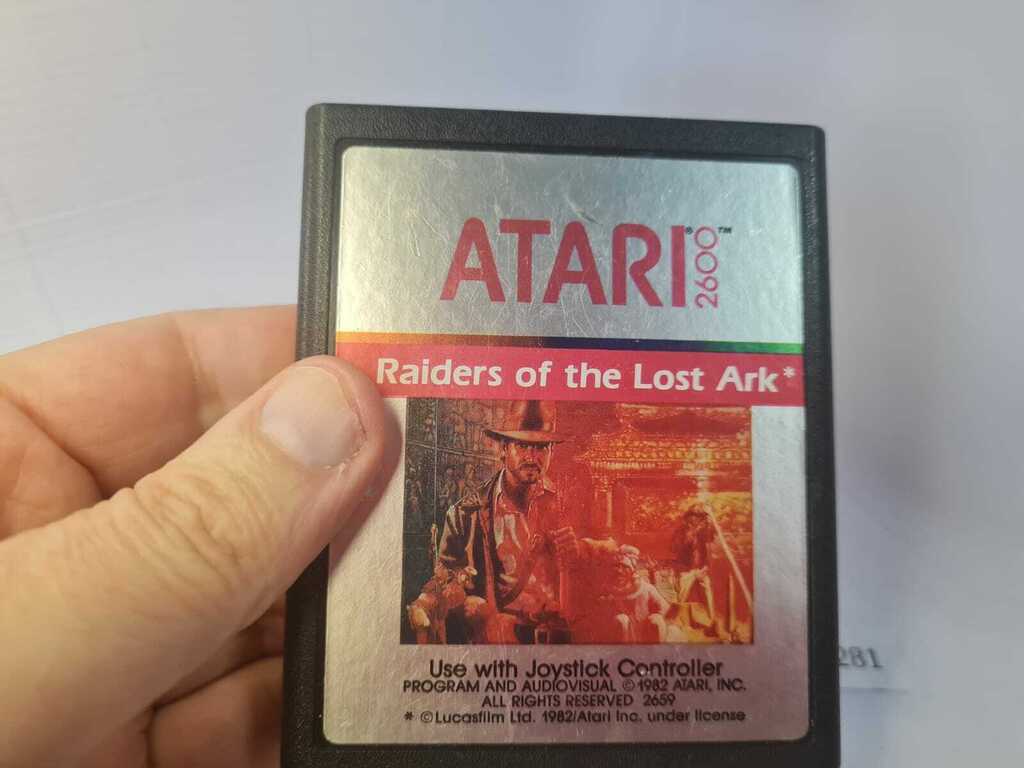 ATARI® 2600™
Raiders of the Lost Ark*
Use with Joystick Controller
PROGRAM AND AUDIOVISUAL © 1982 ATARI, INC.
ALL RIGHTS RESERVED 2659
* ©Lucasfilm Ltd. 1982/Atari Inc. under license
281